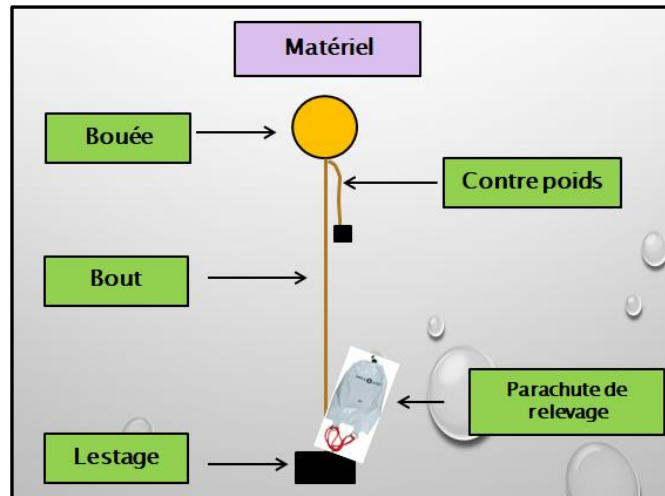 Matériel
Bouée
Contre poids
Bout
Parachute de
relevage
Lestage